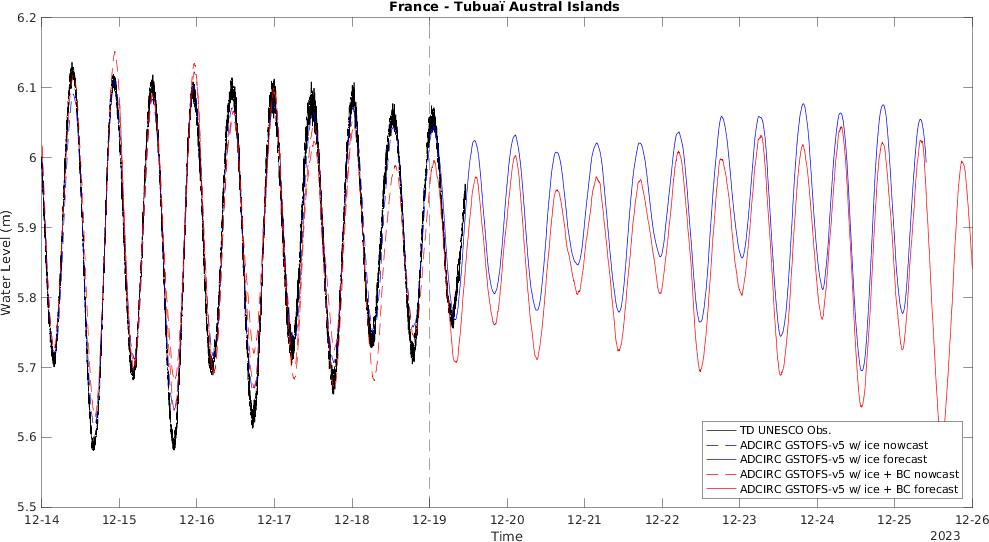 France - Tubuaï Austral Islands
6.2
6.1
6
5.9
5.8
5.7
5.6
5.5
Water Level (m)
12-14
12-15
12-16
12-17
12-18
12-19
12-20
12-21
12-22
12-23
12-24
12-25
12-26
Time
2023
TD UNESCO Obs.
ADCIRC GSTOFS-v5 w/ ice nowcast
ADCIRC GSTOFS-v5 w/ ice forecast
ADCIRC GSTOFS-v5 w/ ice + BC nowcast
ADCIRC GSTOFS-v5 w/ ice + BC forecast